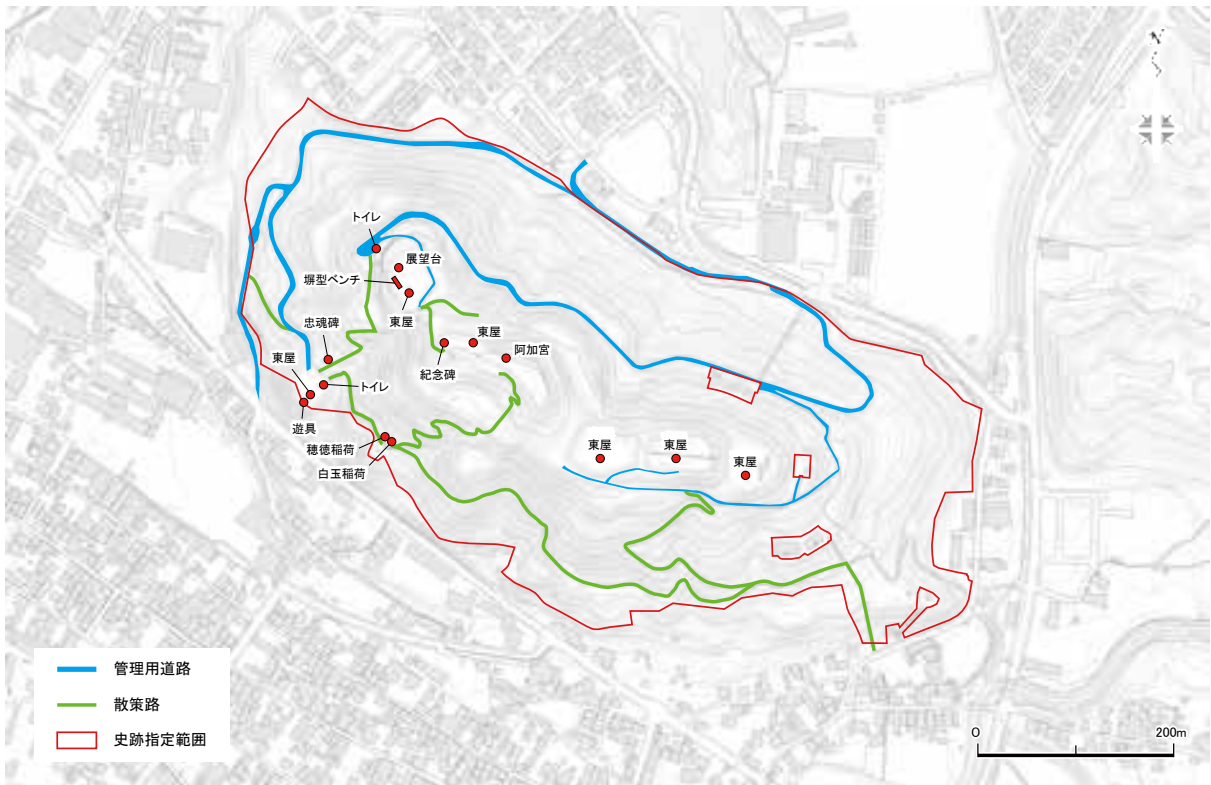 トイレ
展望台
塀型ベンチ
東屋
忠魂碑
東屋
東屋
阿加宮
紀念碑
トイレ
遊具
穂徳稲荷
白玉稲荷
東屋
東屋
東屋
管理用道路
散策路
史跡指定範囲
0 200m